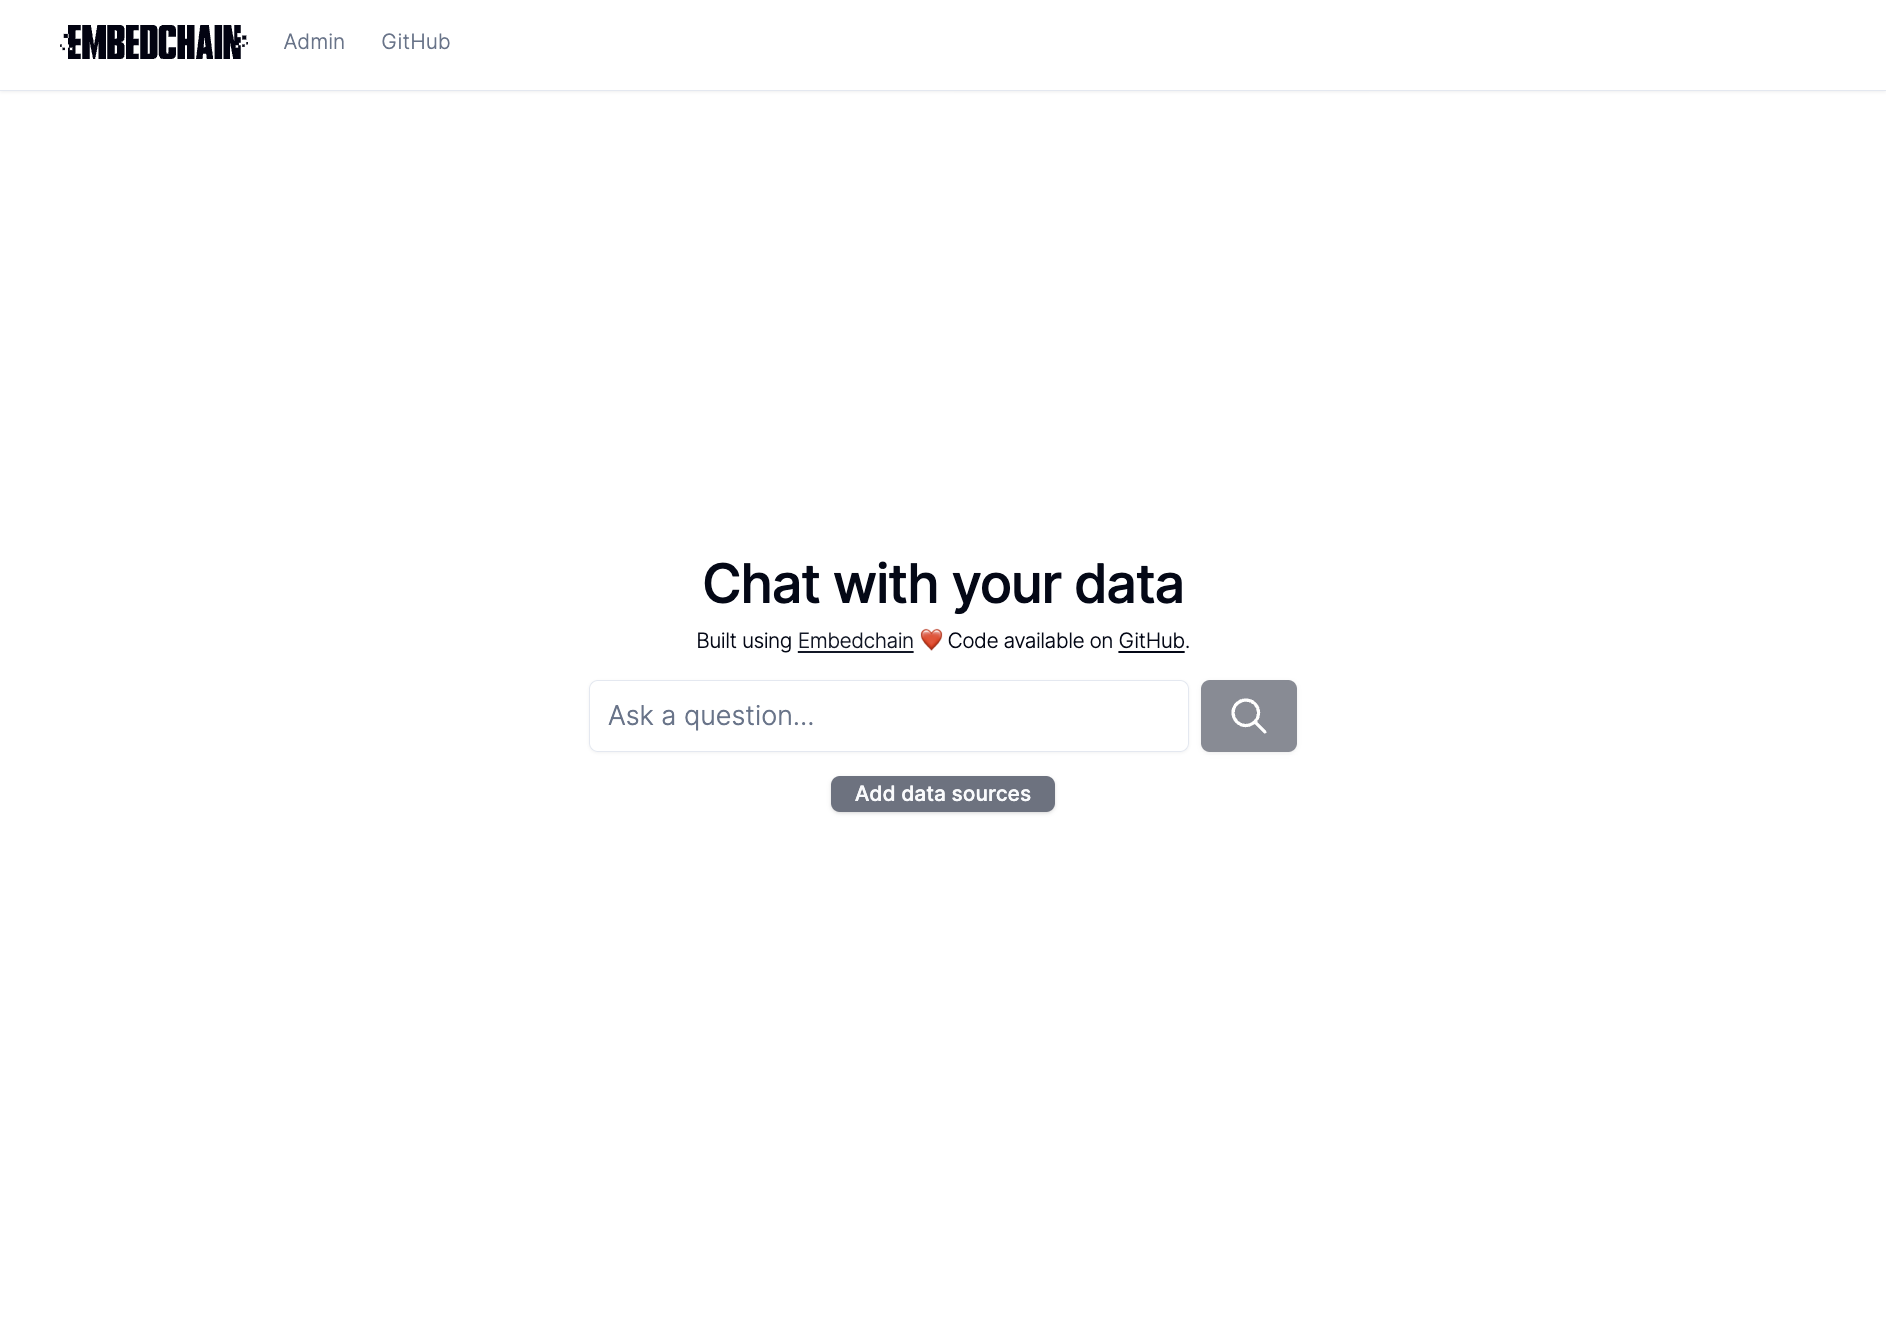 EMBEDCHAIN Admin GitHub
Chat with your data
Built using Embedchain ❤️ Code available on GitHub.
Ask a question...
Add data sources